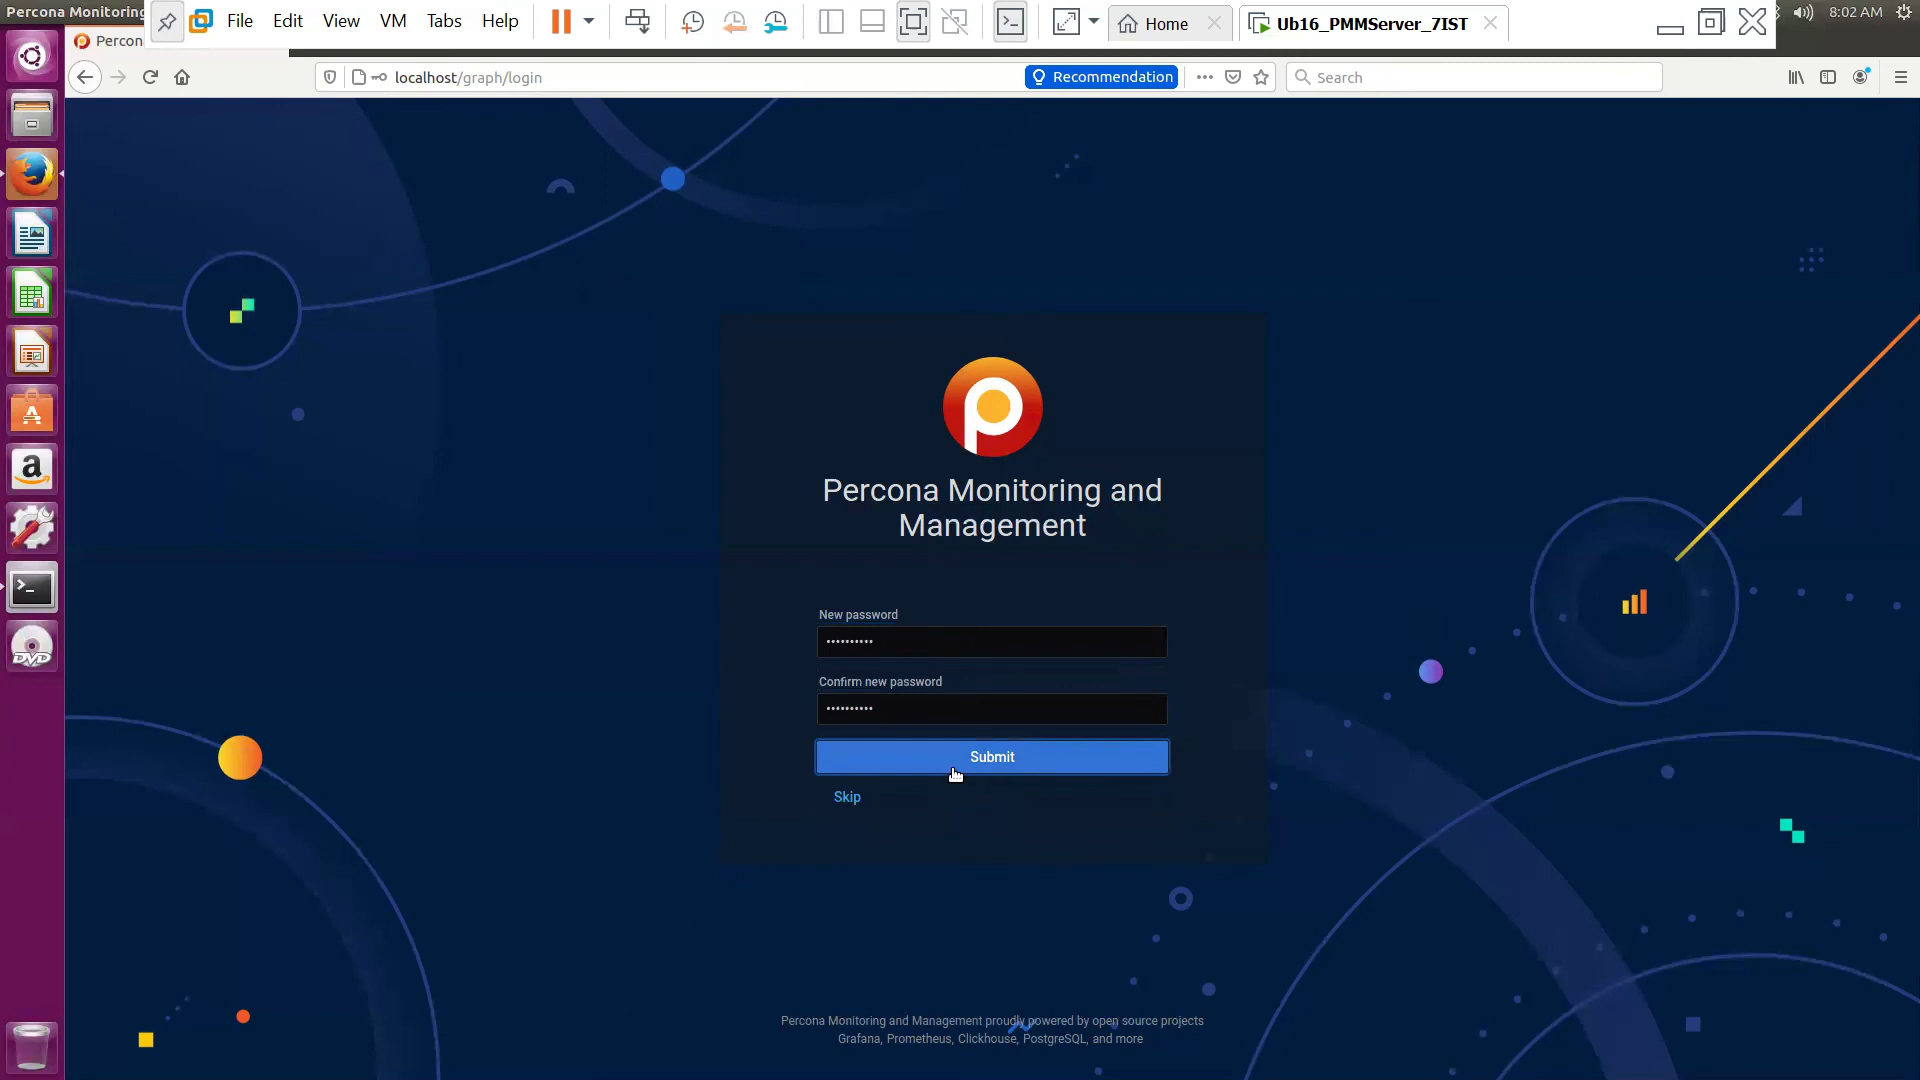 Percona Monitoring
File Edit View VM Tabs Help
Home
Ub16_PMMServer_7IST
8:02 AM
Percon
localhost/graph/login
Recommendation
Search
Percona Monitoring and
Management
New password
••••••••••
Confirm new password
••••••••••
Submit
Skip
Percona Monitoring and Management proudly powered by open source projects
Grafana, Prometheus, Clickhouse, PostgreSQL, and more
a
DVD